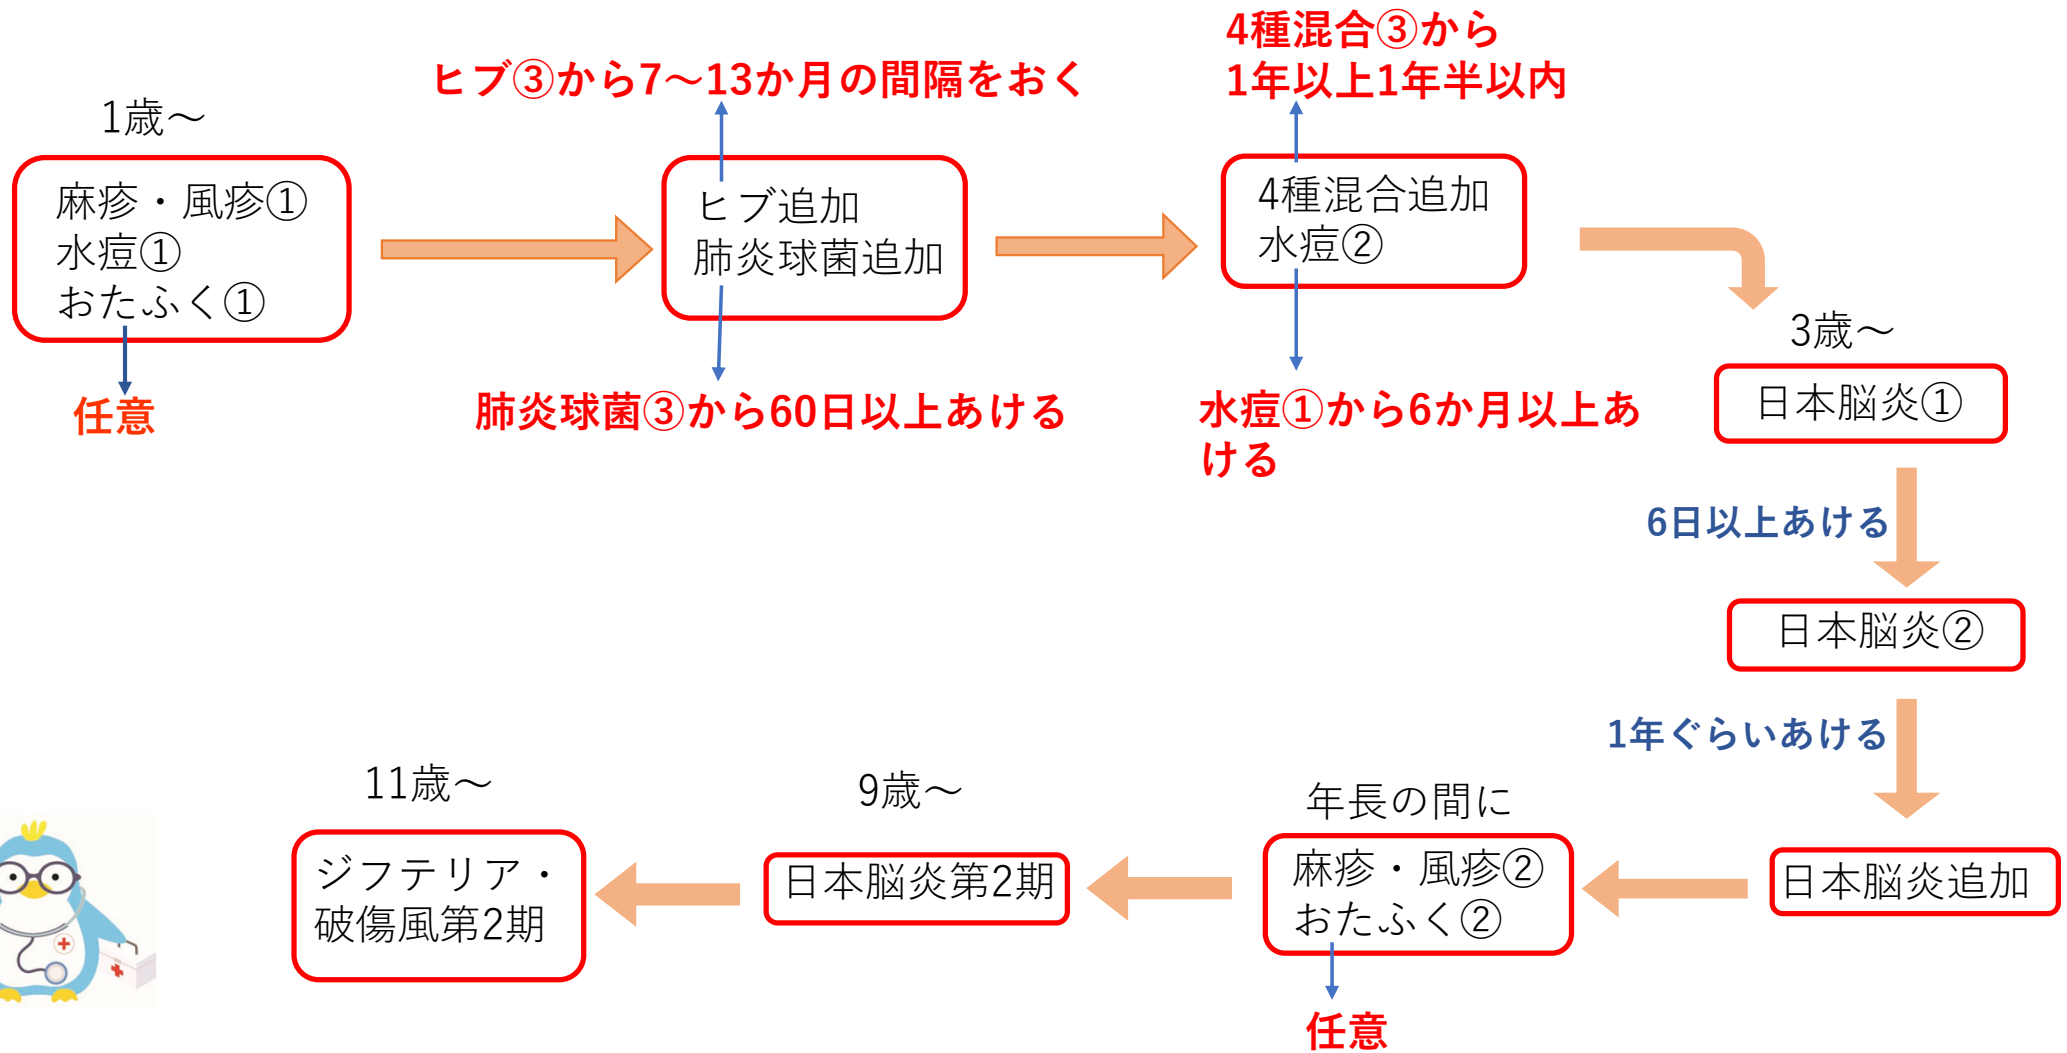 1歳～
麻疹・風疹①
水痘①
おたふく①
任意
ヒブ③から7～13か月の間隔をおく
ヒブ追加
肺炎球菌追加
肺炎球菌③から60日以上あける
4種混合③から
1年以上1年半以内
4種混合追加
水痘②
水痘①から6か月以上あ
ける
3歳～
日本脳炎①
6日以上あける
日本脳炎②
1年ぐらいあける
日本脳炎追加
年長の間に
麻疹・風疹②
おたふく②
任意
9歳～
日本脳炎第2期
11歳～
ジフテリア・
破傷風第2期